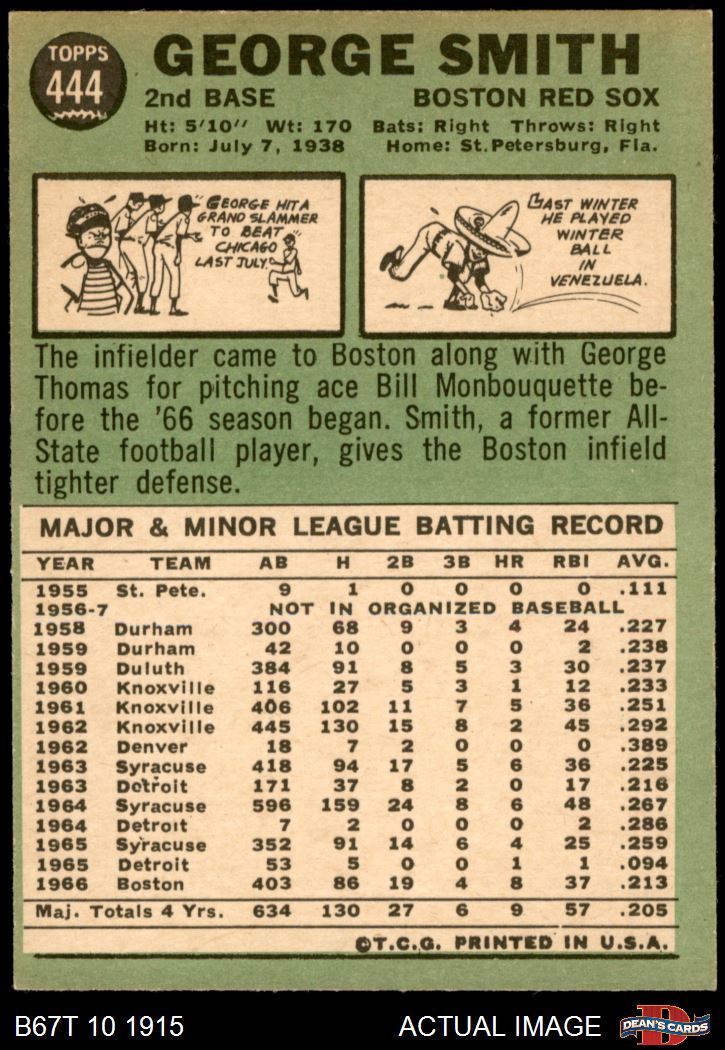 TOPPS
444
GEORGE SMITH
2nd BASE BOSTON RED SOX
Ht: 5'10'' Wt: 170 Bats: Right Throws: Right
Born: July 7, 1938 Home: St.Petersburg, Fla.
GEORGE HIT A
GRAND SLAMMER
TO BEAT
CHICAGO
LAST JULY.
LAST WINTER
HE PLAYED
WINTER
BALL
IN
VENEZUELA.
The infielder came to Boston along with George
Thomas for pitching ace Bill Monbouquette be-
fore the '66 season began. Smith, a former All-
State football player, gives the Boston infield
tighter defense.
MAJOR & MINOR LEAGUE BATTING RECORD
YEAR TEAM AB H 2B 3B HR RBI AVG.
1955 St. Pete. 9 1 0 0 0 0 .111
1956-7 NOT IN ORGANIZED BASEBALL
1958 Durham 300 68 9 3 4 24 .227
1959 Durham 42 10 0 0 0 2 .238
1959 Duluth 384 91 8 5 3 30 .237
1960 Knoxville 116 27 5 3 1 12 .233
1961 Knoxville 406 102 11 7 5 36 .251
1962 Knoxville 445 130 15 8 2 45 .292
1962 Denver 18 7 2 0 0 0 .389
1963 Syracuse 418 94 17 5 6 36 .225
1963 Detroit 171 37 8 2 0 17 .216
1964 Syracuse 596 159 24 8 6 48 .267
1964 Detroit 7 2 0 0 0 2 .286
1965 Syracuse 352 91 14 6 4 25 .259
1965 Detroit 53 5 0 0 1 1 .094
1966 Boston 403 86 19 4 8 37 .213
Maj. Totals 4 Yrs. 634 130 27 6 9 57 .205
©T.C.G. PRINTED IN U.S.A.
B67T 10 1915 ACTUAL IMAGE DEAN'S CARDS